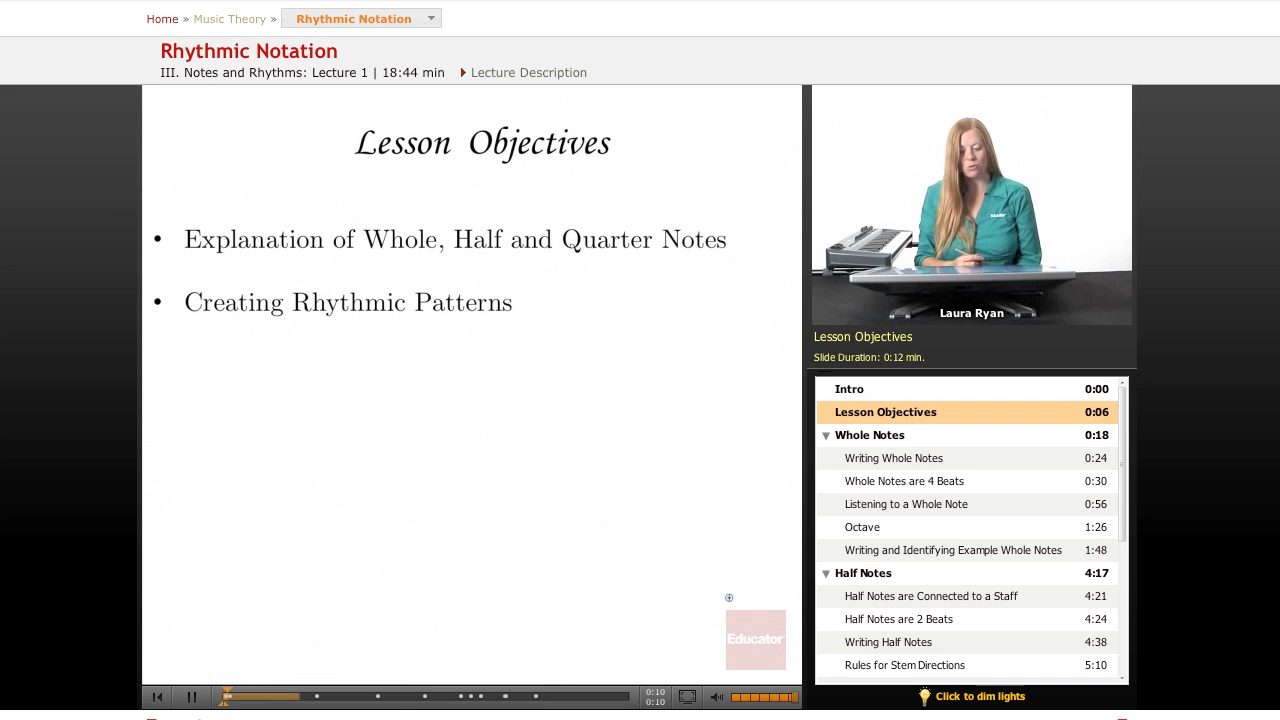 Home » Music Theory » Rhythmic Notation
Rhythmic Notation
III. Notes and Rhythms: Lecture 1 | 18:44 min Lecture Description
Lesson Objectives
• Explanation of Whole, Half and Quarter Notes
• Creating Rhythmic Patterns
Educator
Laura Ryan
Lesson Objectives
Slide Duration: 0:12 min.
Intro 0:00
Lesson Objectives 0:06
Whole Notes 0:18
Writing Whole Notes 0:24
Whole Notes are 4 Beats 0:30
Listening to a Whole Note 0:56
Octave 1:26
Writing and Identifying Example Whole Notes 1:48
Half Notes 4:17
Half Notes are Connected to a Staff 4:21
Half Notes are 2 Beats 4:24
Writing Half Notes 4:38
Rules for Stem Directions 5:10
0:10
0:10
Click to dim lights